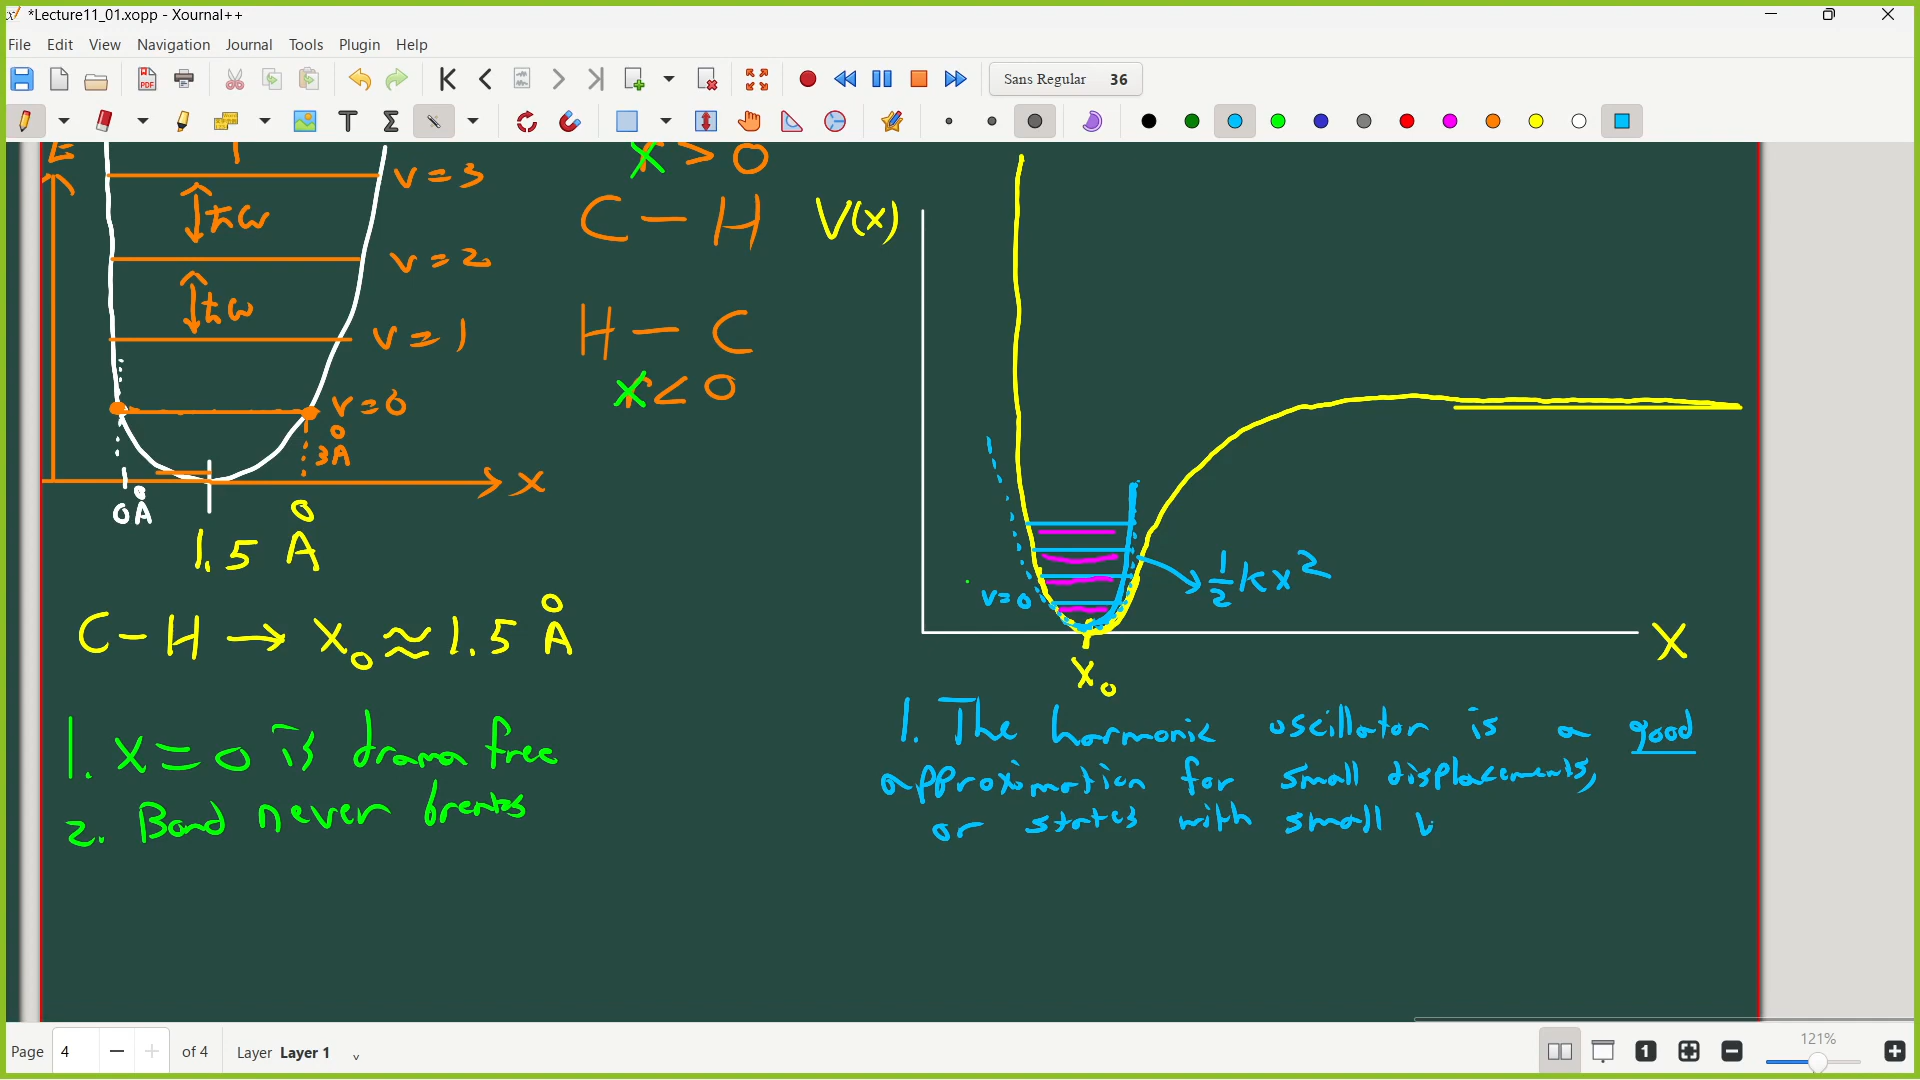 *Lecture11_01.xopp - Xournal++
File Edit View Navigation Journal Tools Plugin Help
Sans Regular 36
E
v = 3
ħω
v = 2
ħω
v = 1
v = 0
3Å
x
0Å
1.5 Å
x > 0
C - H
H - C
x < 0
C - H → x₀ ≈ 1.5 Å
1. x = 0 is drama free
2. Bond never breaks
V(x)
v = 0
½kx²
X
x₀
1. The harmonic oscillator is a good
approximation for small displacements,
or states with small v
Page 4 of 4 Layer Layer 1
121%